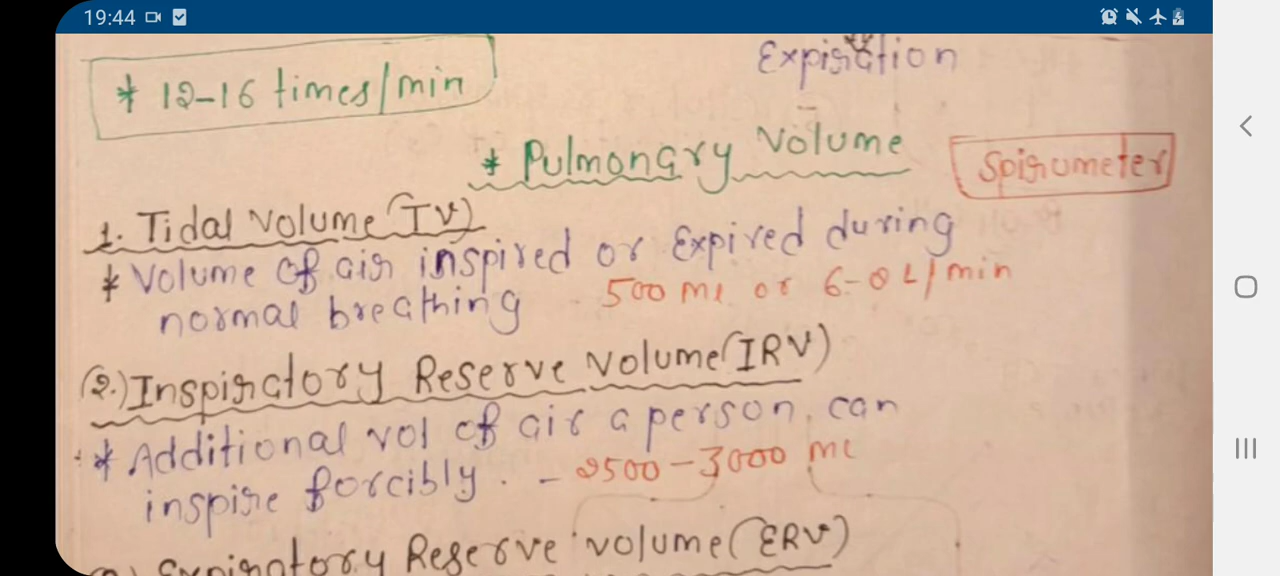 19:44
Expiration
* 12-16 times/min
* Pulmonary Volume
Spirometer
1. Tidal Volume (TV)
* Volume of air inspired or Expired during
normal breathing
500 ml or 6-8 L/min
(2.) Inspiratory Reserve Volume (IRV)
* Additional vol of air a person can
inspire forcibly. - 2500-3000 ml
Expiratory Reserve volume (ERV)